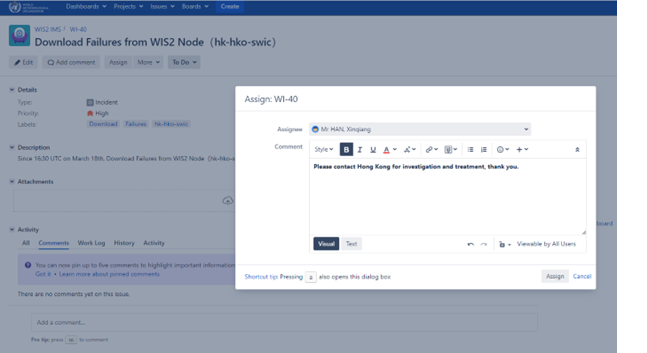 WORLD METEOROLOGICAL ORGANIZATION
Dashboards Projects Issues Boards Create
WIS2 IMS / WI-40
Download Failures from WIS2 Node（hk-hko-swic）
Edit Add comment Assign More To Do
Details
Type: Incident
Priority: High
Labels: Download Failures hk-hko-swic
Description
Since 1630 UTC on March 18th, Download Failures from WIS2 Node（hk-hko-s
Attachments
Activity
All Comments Work Log History Activity
You can now pin up to five comments to highlight important information
Got it • Learn more about pinned comments
There are no comments yet on this issue.
Add a comment...
Pro tip: press m to comment
Assign: WI-40
Assignee Mr HAN, Xinqiang
Comment Style B I U A
Please contact Hong Kong for investigation and treatment, thank you.
Visual Text Viewable by All Users
Shortcut tip: Pressing a also opens this dialog box Assign Cancel
board